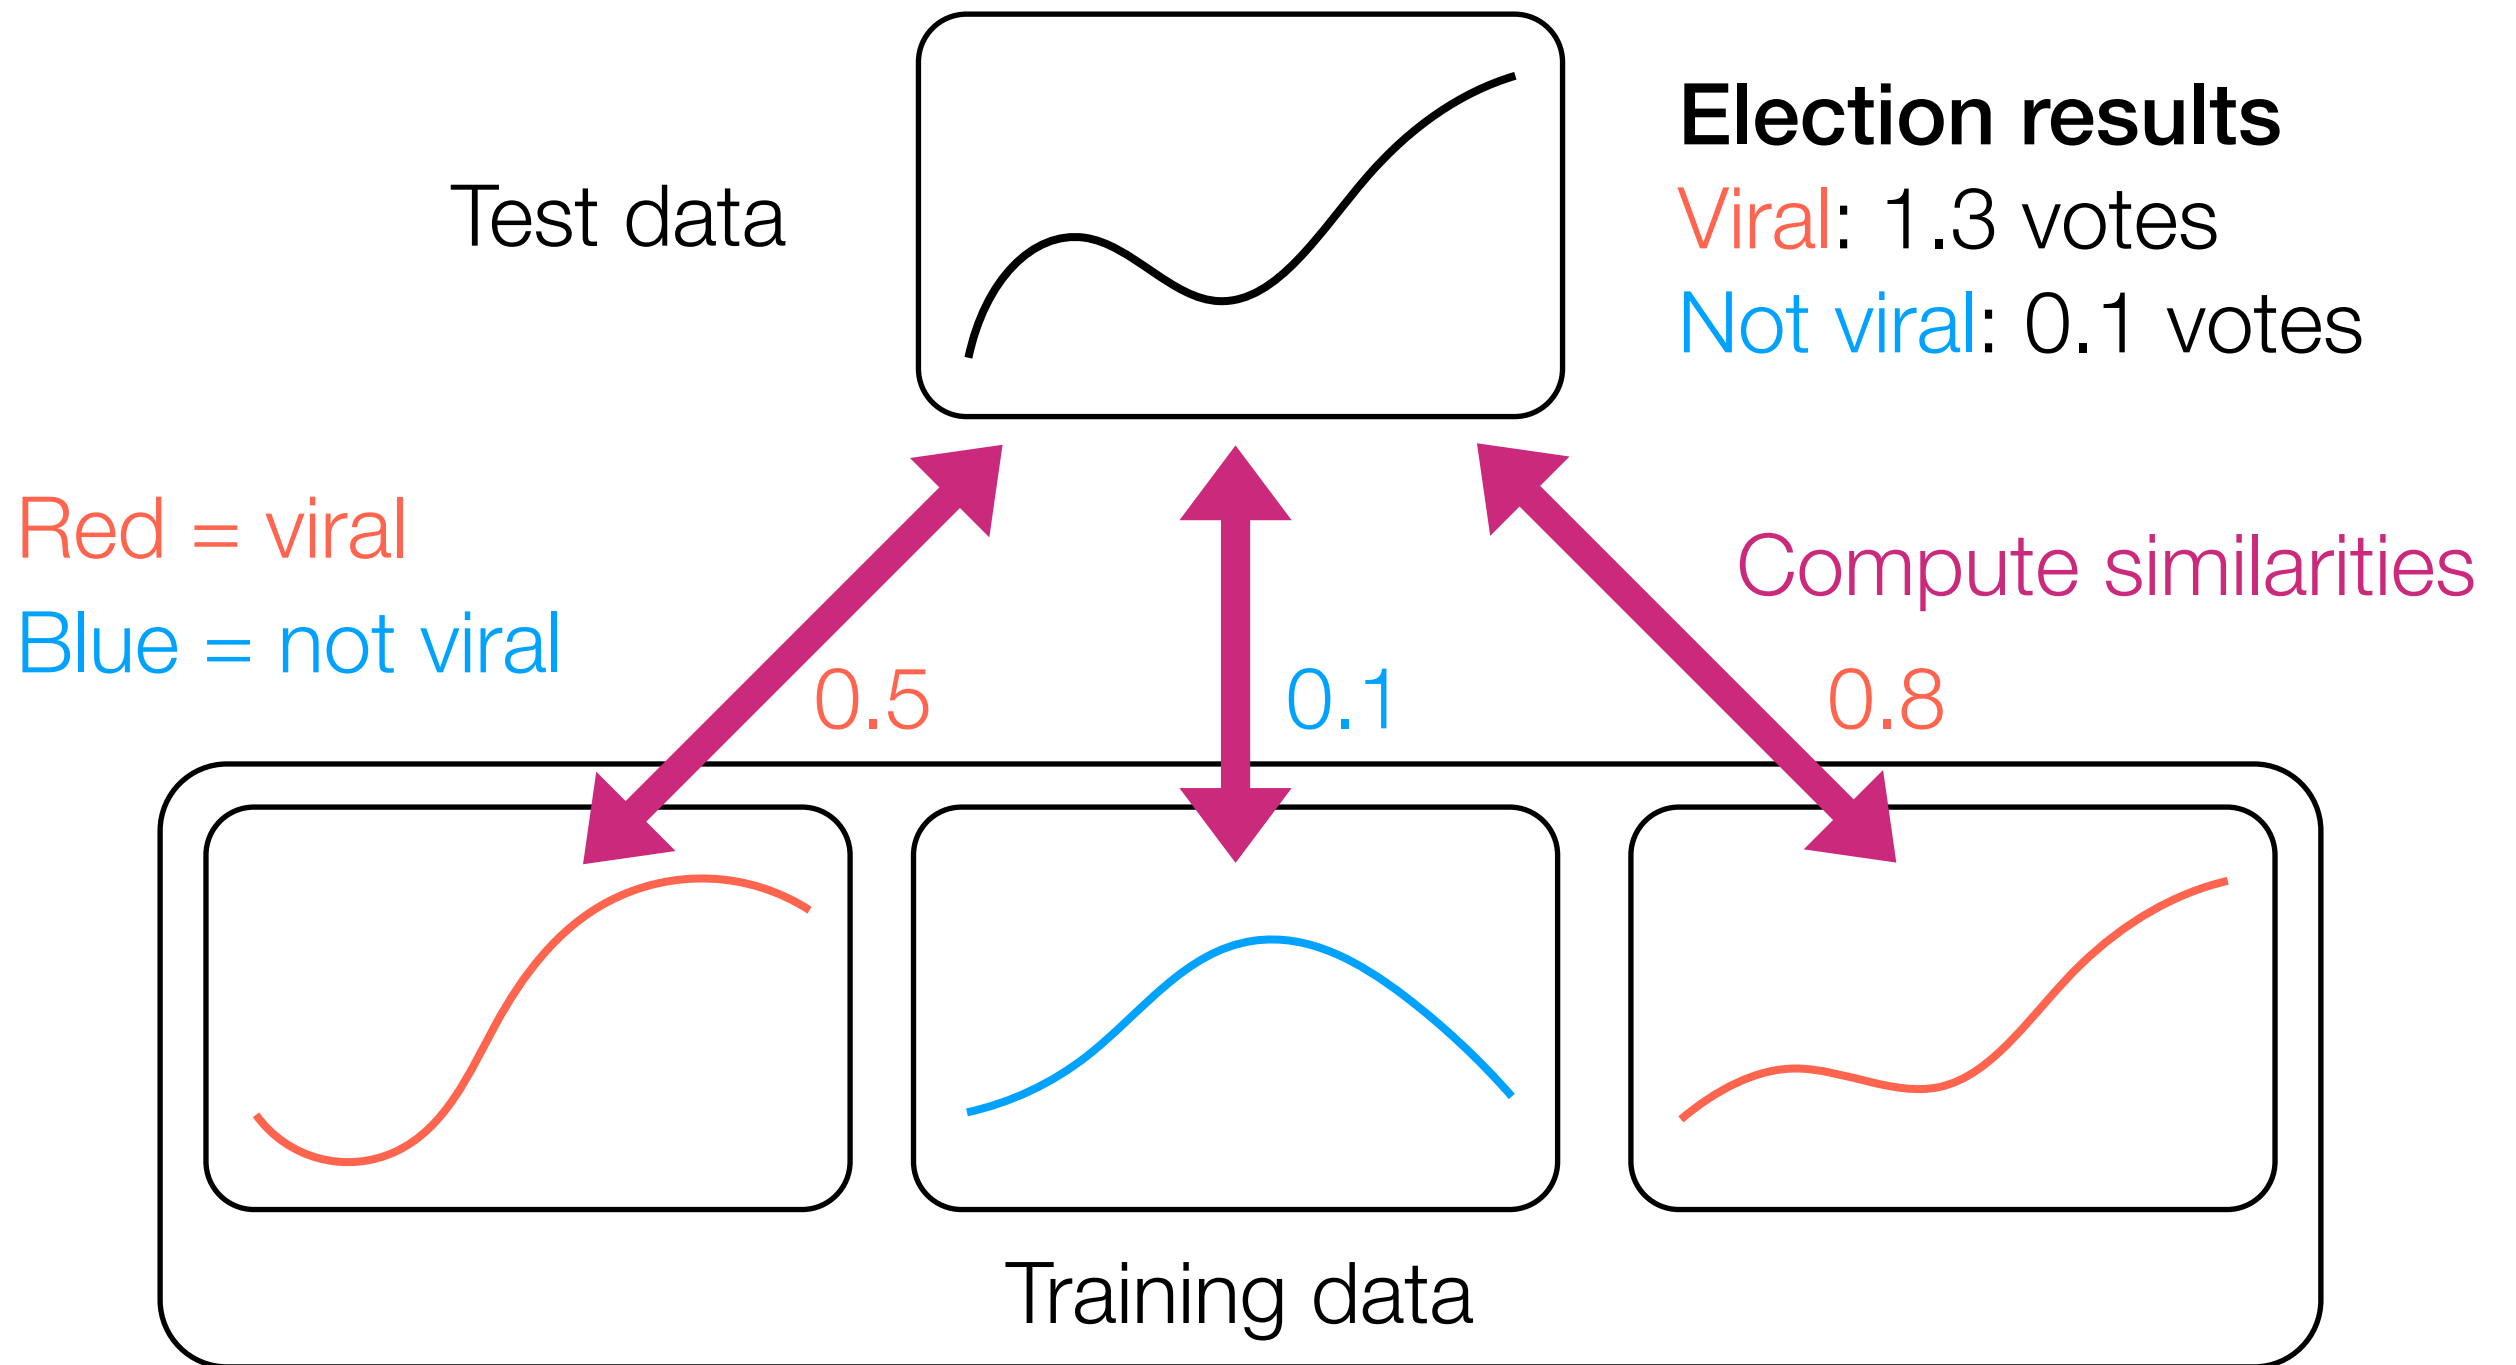 Test data
Election results
Viral: 1.3 votes
Not viral: 0.1 votes
Red = viral
Blue = not viral
Compute similarities
0.5
0.1
0.8
Training data